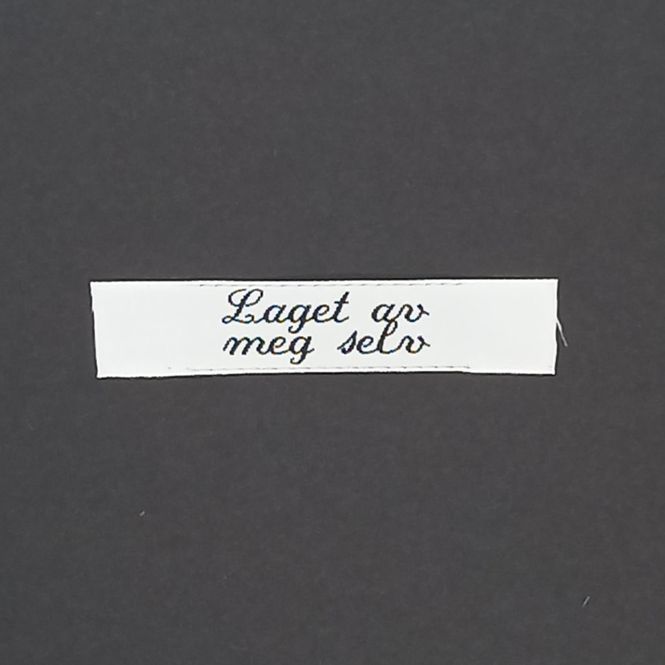 Laget av
meg selv